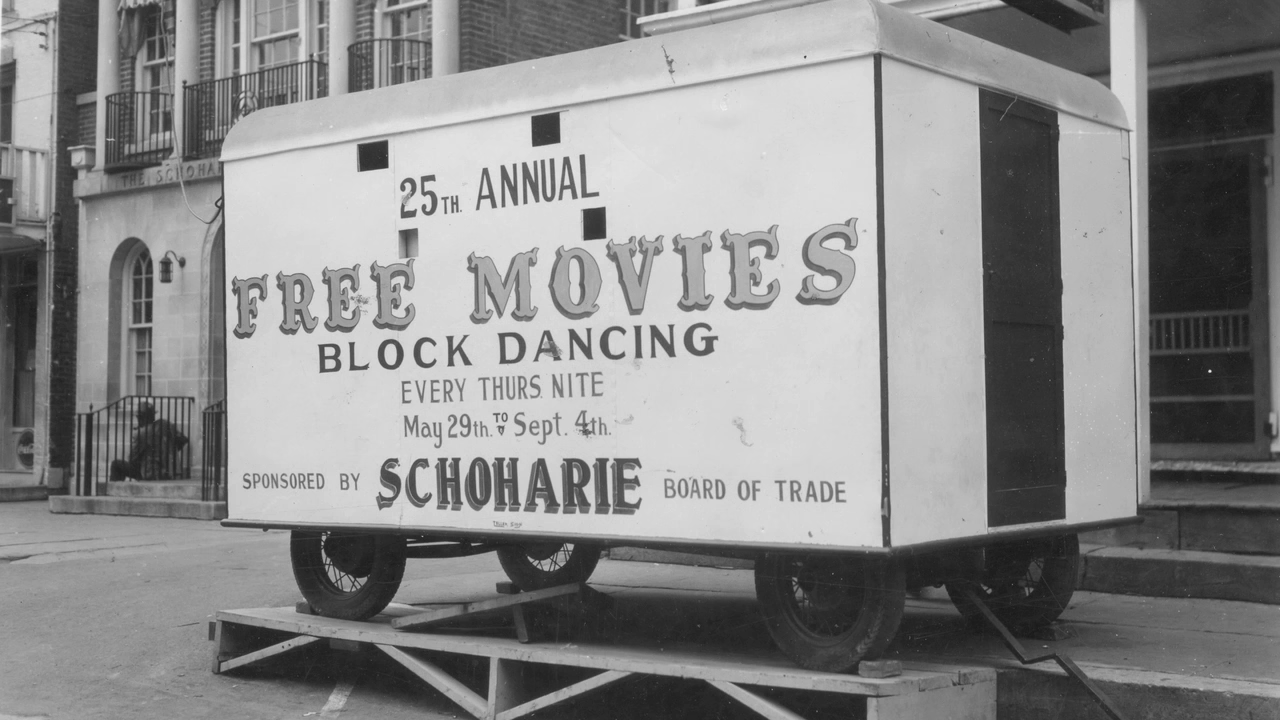 THE SCHOHAR
25TH. ANNUAL
FREE MOVIES
BLOCK DANCING
EVERY THURS. NITE
May 29th. TO Sept. 4th.
SPONSORED BY SCHOHARIE BOARD OF TRADE